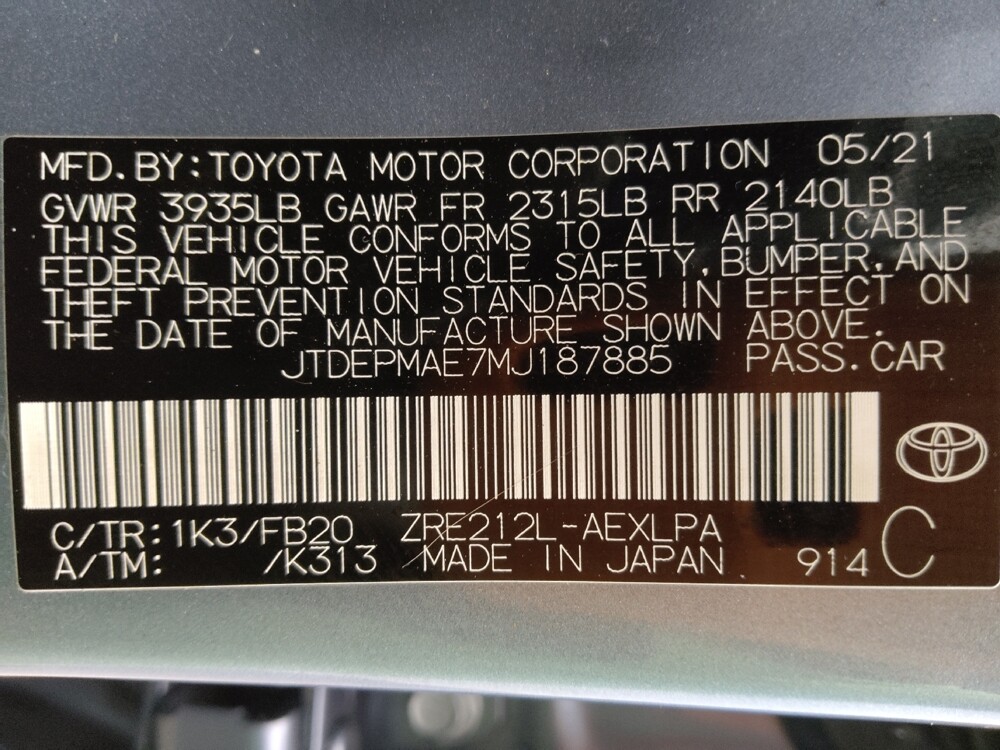 MFD. BY: TOYOTA MOTOR CORPORATION 05/21
GVWR 3935LB GAWR FR 2315LB RR 2140LB
THIS VEHICLE CONFORMS TO ALL APPLICABLE
FEDERAL MOTOR VEHICLE SAFETY, BUMPER, AND
THEFT PREVENTION STANDARDS IN EFFECT ON
THE DATE OF MANUFACTURE SHOWN ABOVE.
JTDEPMAE7MJ187885 PASS. CAR
C/TR: 1K3/FB20 ZRE212L-AEXLPA
A/TM: /K313 MADE IN JAPAN 914 C